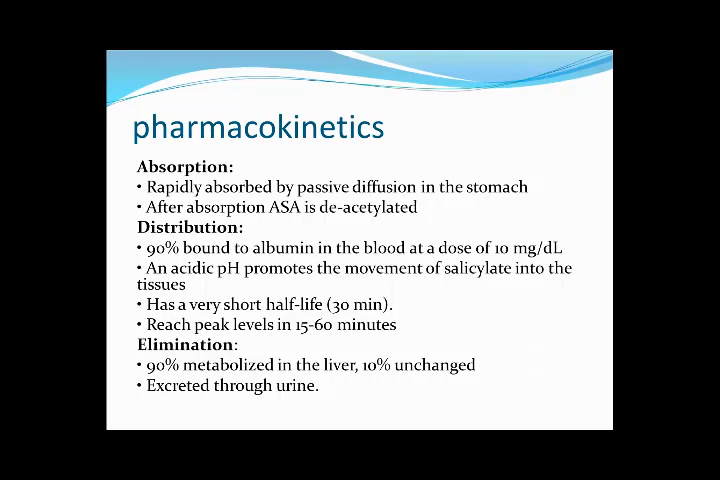 pharmacokinetics
Absorption:
• Rapidly absorbed by passive diffusion in the stomach
• After absorption ASA is de-acetylated
Distribution:
• 90% bound to albumin in the blood at a dose of 10 mg/dL
• An acidic pH promotes the movement of salicylate into the
tissues
• Has a very short half-life (30 min).
• Reach peak levels in 15-60 minutes
Elimination:
• 90% metabolized in the liver, 10% unchanged
• Excreted through urine.